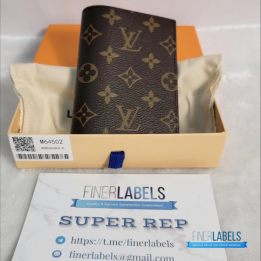 M64502
FINERLABELS
SUPER REP
https://t.me/finerlabels
finerlabels@gmail.com
FINERLABELS